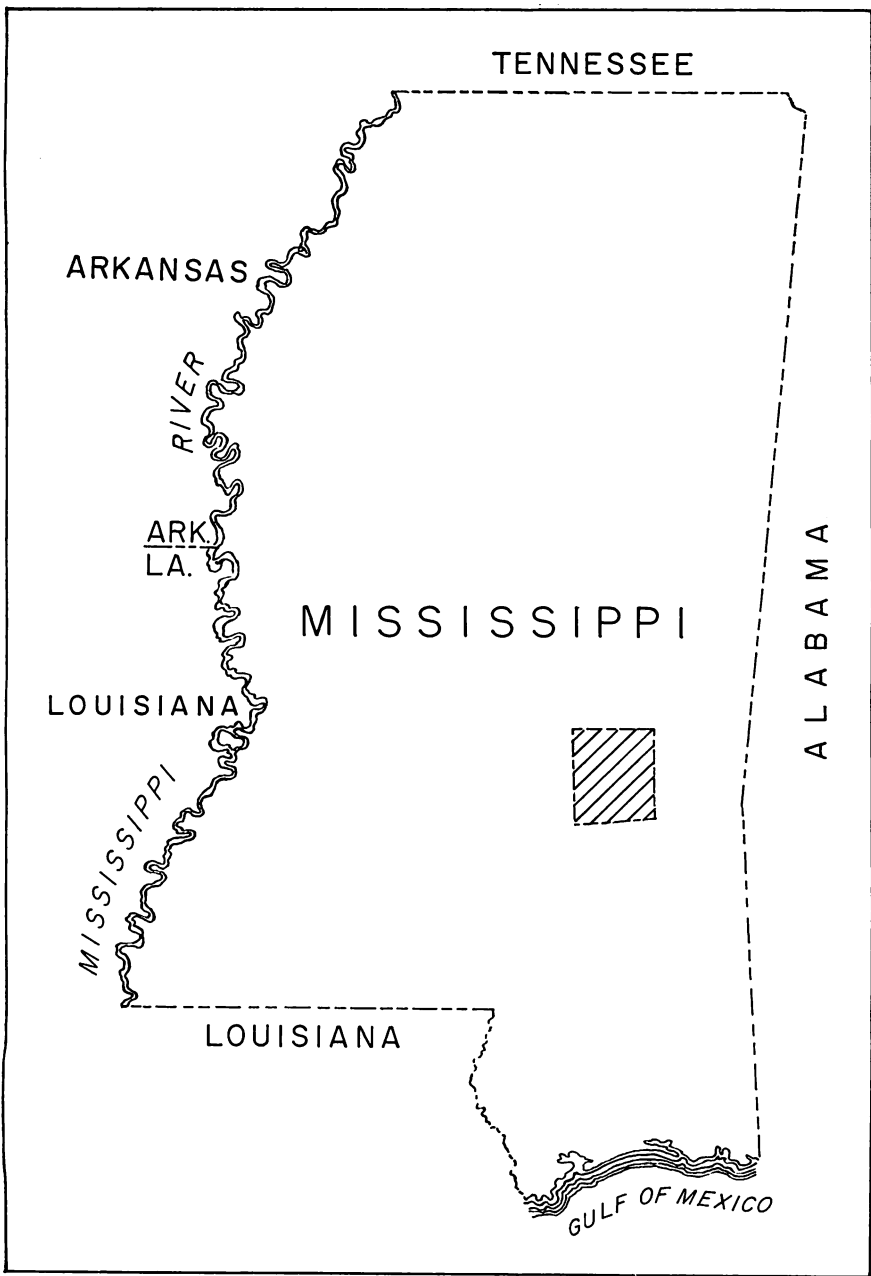 TENNESSEE
ARKANSAS
RIVER
ARK.
LA.
MISSISSIPPI
ALABAMA
LOUISIANA
MISSISSIPPI
LOUISIANA
GULF OF MEXICO